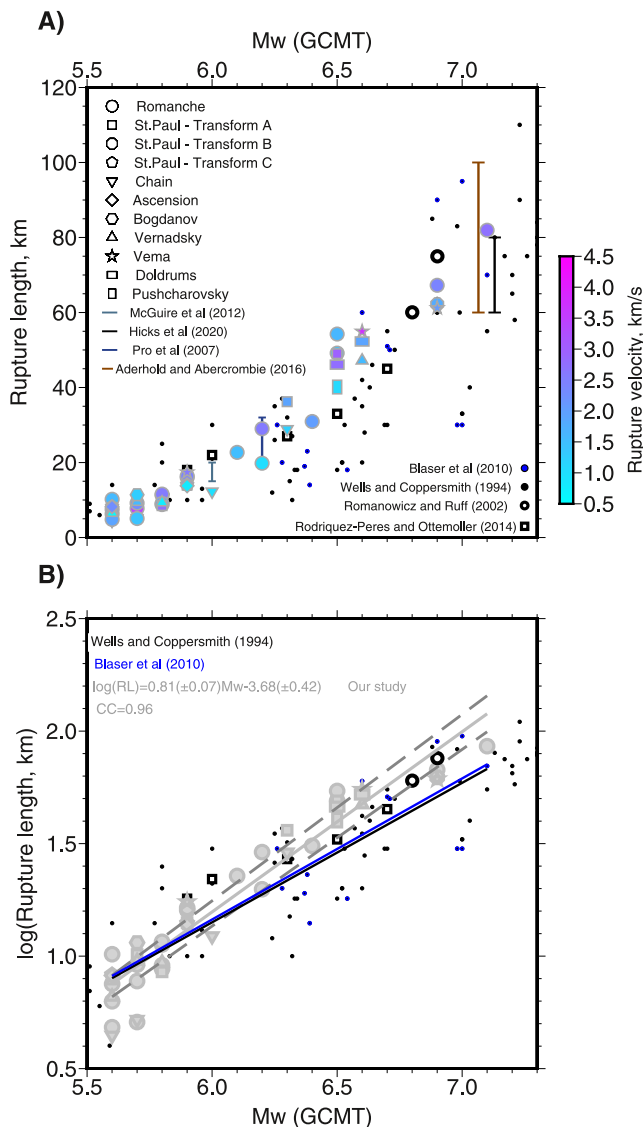 A)
Mw (GCMT)
5.5 6.0 6.5 7.0
120
100
80
60
40
20
0
Rupture length, km
Romanche
St.Paul - Transform A
St.Paul - Transform B
St.Paul - Transform C
Chain
Ascension
Bogdanov
Vernadsky
Vema
Doldrums
Pushcharovsky
McGuire et al (2012)
Hicks et al (2020)
Pro et al (2007)
Aderhold and Abercrombie (2016)
Blaser et al (2010)
Wells and Coppersmith (1994)
Romanowicz and Ruff (2002)
Rodriquez-Peres and Ottemoller (2014)
4.5
4.0
3.5
3.0
2.5
2.0
1.5
1.0
0.5
Rupture velocity, km/s
B)
2.5
2.0
1.5
1.0
0.5
log(Rupture length, km)
Wells and Coppersmith (1994)
Blaser et al (2010)
log(RL)=0.81(±0.07)Mw-3.68(±0.42) Our study
CC=0.96
5.5 6.0 6.5 7.0
Mw (GCMT)